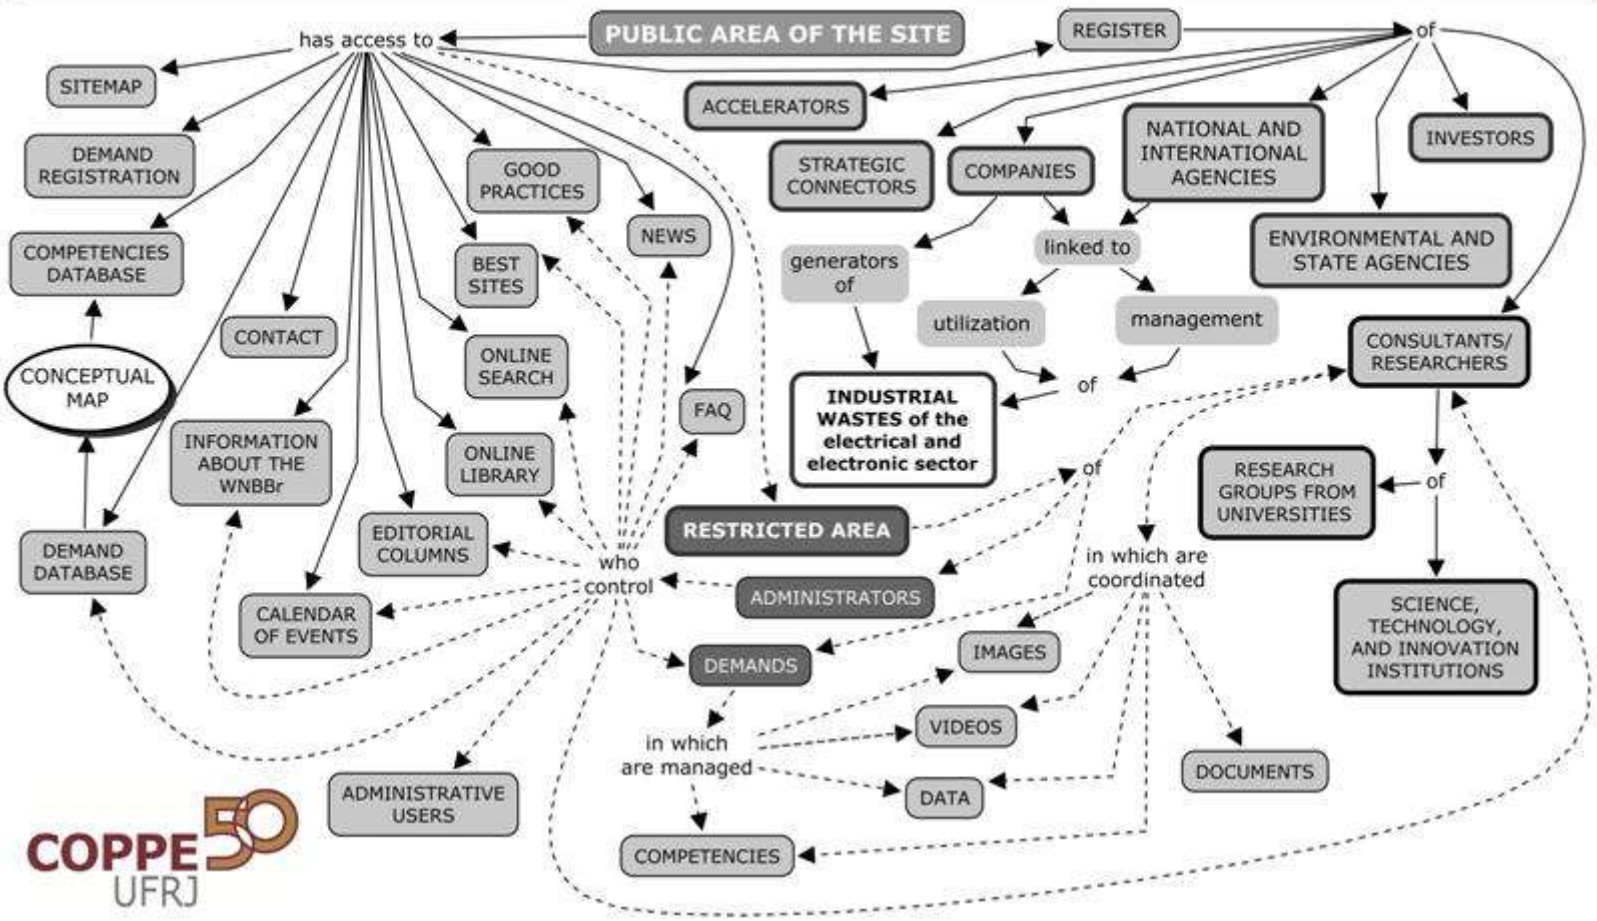 PUBLIC AREA OF THE SITE
has access to
REGISTER
of
SITEMAP
ACCELERATORS
DEMAND
REGISTRATION
GOOD
PRACTICES
STRATEGIC
CONNECTORS
COMPANIES
NATIONAL AND
INTERNATIONAL
AGENCIES
INVESTORS
COMPETENCIES
DATABASE
BEST
SITES
NEWS
generators
of
linked to
ENVIRONMENTAL AND
STATE AGENCIES
CONTACT
ONLINE
SEARCH
utilization
management
CONSULTANTS/
RESEARCHERS
CONCEPTUAL
MAP
FAQ
of
INDUSTRIAL
WASTES of the
electrical and
electronic sector
INFORMATION
ABOUT THE
WNBBr
ONLINE
LIBRARY
of
RESEARCH
GROUPS FROM
UNIVERSITIES
of
RESTRICTED AREA
EDITORIAL
COLUMNS
DEMAND
DATABASE
who
control
in which are
coordinated
ADMINISTRATORS
CALENDAR
OF EVENTS
SCIENCE,
TECHNOLOGY,
AND INNOVATION
INSTITUTIONS
DEMANDS
IMAGES
in which
are managed
VIDEOS
DOCUMENTS
DATA
ADMINISTRATIVE
USERS
COMPETENCIES
COPPE 50
UFRJ